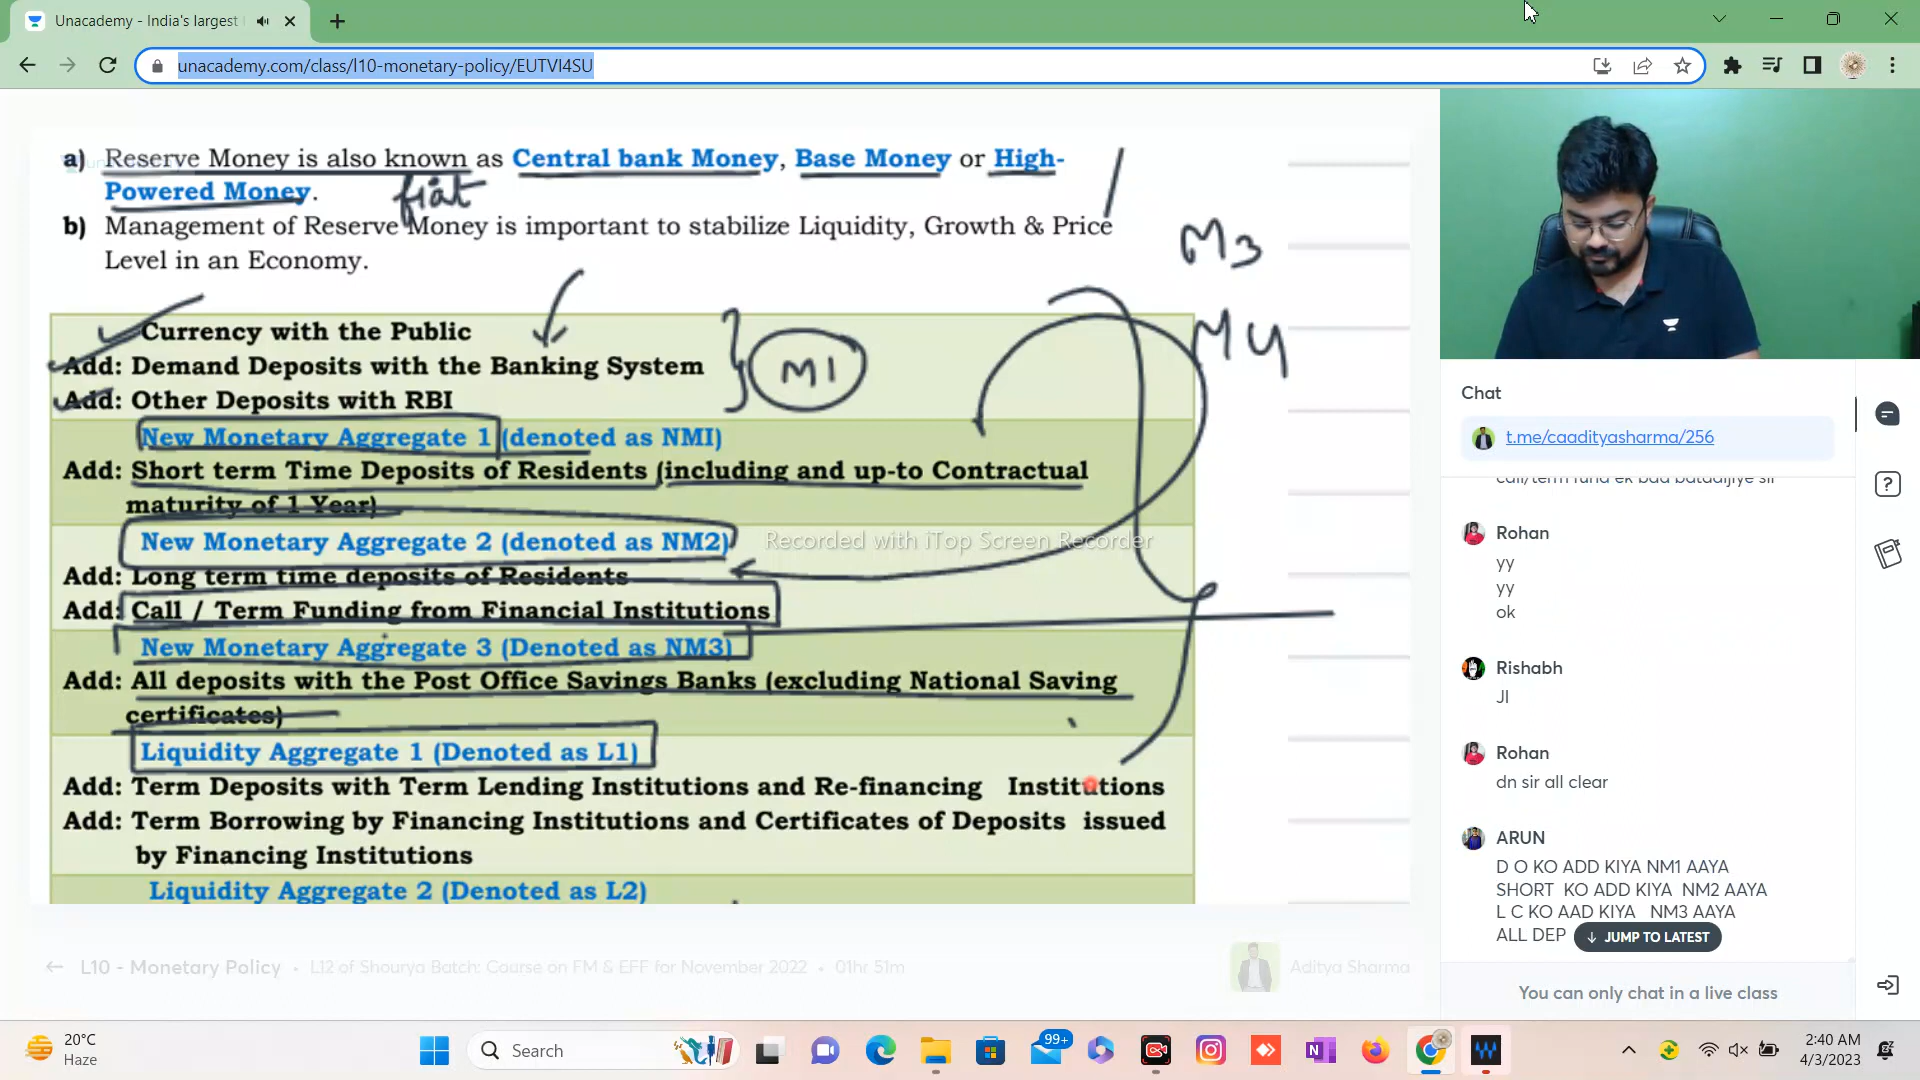 Unacademy - India's largest
unacademy.com/class/l10-monetary-policy/EUTVI4SU
a) Reserve Money is also known as Central bank Money, Base Money or High-
Powered Money.
fiat
b) Management of Reserve Money is important to stabilize Liquidity, Growth & Price
Level in an Economy.
M3
M4
Currency with the Public
Add: Demand Deposits with the Banking System
Add: Other Deposits with RBI
M1
New Monetary Aggregate 1 (denoted as NMI)
Add: Short term Time Deposits of Residents (including and up-to Contractual
maturity of 1 Year)
New Monetary Aggregate 2 (denoted as NM2)
Recorded with iTop Screen Recorder
Add: Long term time deposits of Residents
Add: Call / Term Funding from Financial Institutions
New Monetary Aggregate 3 (Denoted as NM3)
Add: All deposits with the Post Office Savings Banks (excluding National Saving
certificates)
Liquidity Aggregate 1 (Denoted as L1)
Add: Term Deposits with Term Lending Institutions and Re-financing Institutions
Add: Term Borrowing by Financing Institutions and Certificates of Deposits issued
by Financing Institutions
Liquidity Aggregate 2 (Denoted as L2)
L10 - Monetary Policy • L12 of Shourya Batch: Course on FM & EFF for November 2022 • 01hr 51m
Aditya Sharma
Chat
t.me/caadityasharma/256
call/term fund ek bad batadijiye sir
Rohan
yy
yy
ok
Rishabh
JI
Rohan
dn sir all clear
ARUN
D O KO ADD KIYA NM1 AAYA
SHORT KO ADD KIYA NM2 AAYA
L C KO AAD KIYA NM3 AAYA
ALL DEP
JUMP TO LATEST
You can only chat in a live class
20°C
Haze
Search
99+
2:40 AM
4/3/2023